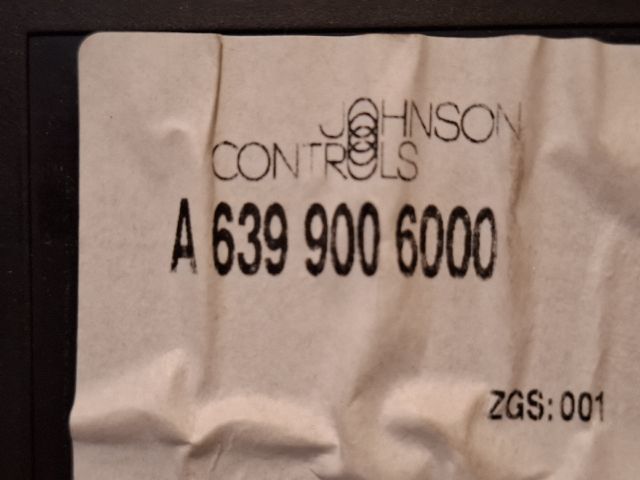 JOHNSON
CONTROLS
A 639 900 6000
ZGS: 001